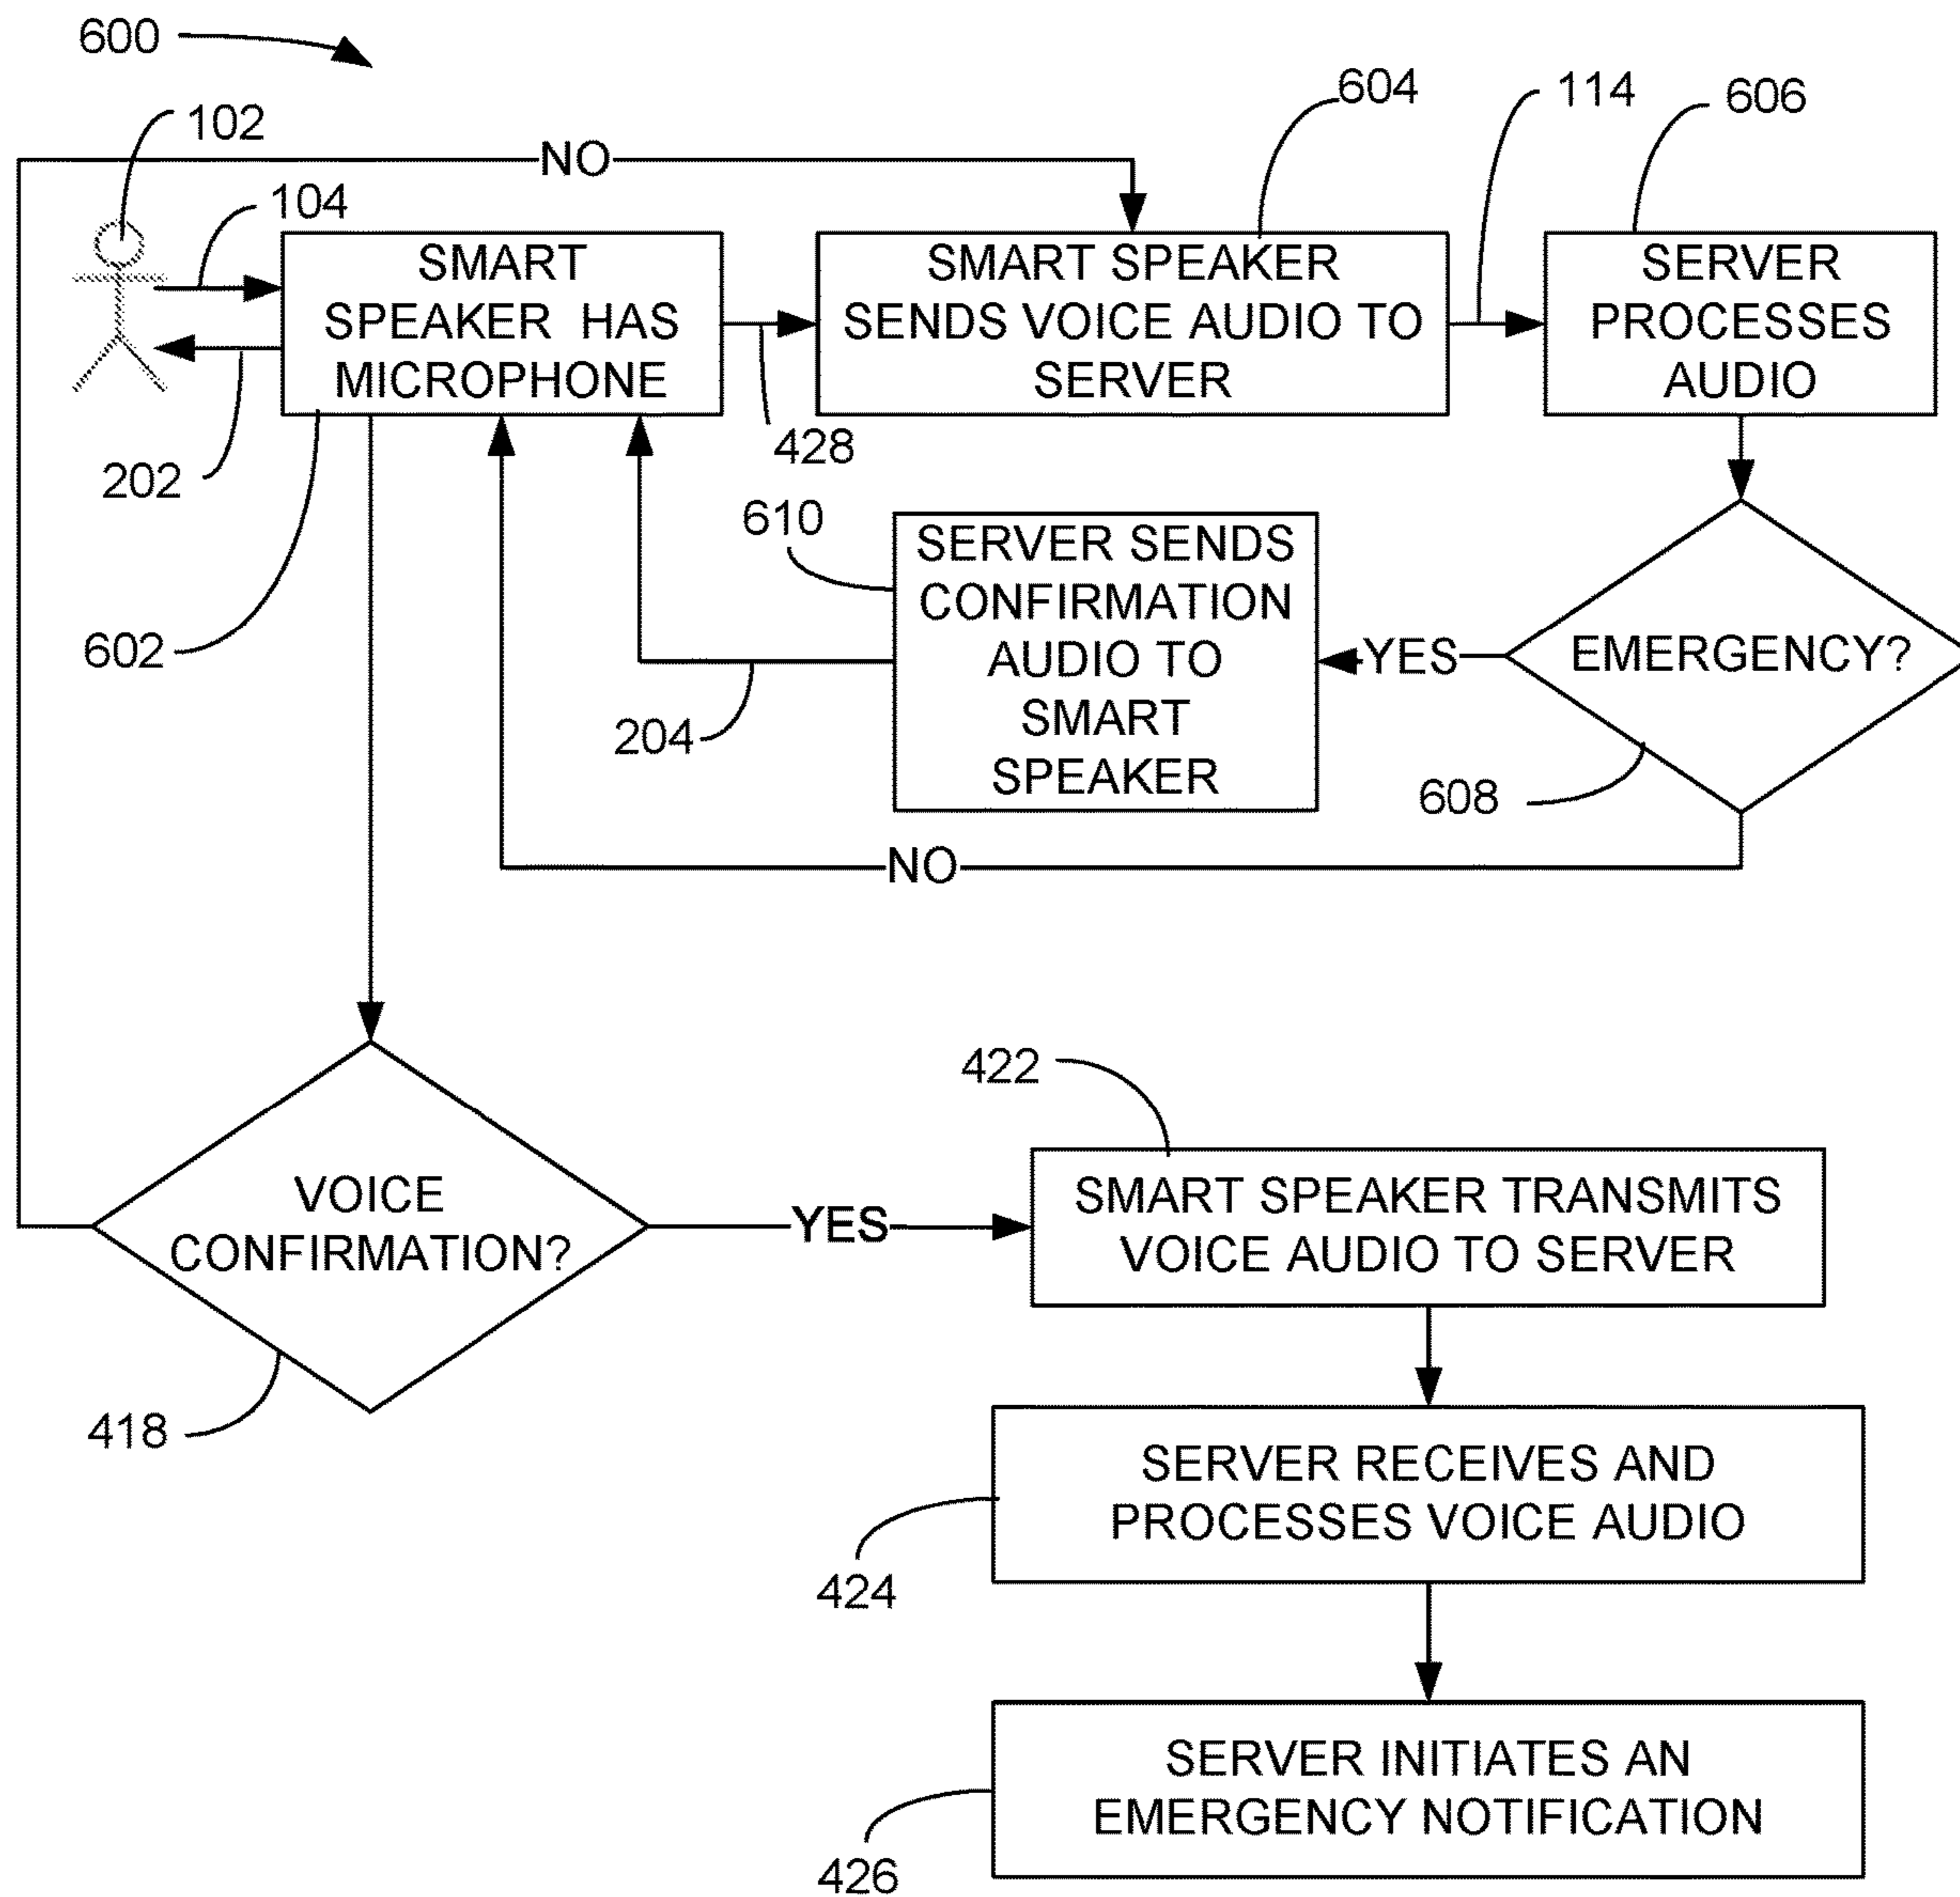 600
102
604
114
606
NO
104
SMART
SPEAKER HAS
MICROPHONE
SMART SPEAKER
SENDS VOICE AUDIO TO
SERVER
SERVER
PROCESSES
AUDIO
202
428
610
SERVER SENDS
CONFIRMATION
AUDIO TO
SMART
SPEAKER
YES
EMERGENCY?
602
204
608
NO
422
VOICE
CONFIRMATION?
YES
SMART SPEAKER TRANSMITS
VOICE AUDIO TO SERVER
418
SERVER RECEIVES AND
PROCESSES VOICE AUDIO
424
SERVER INITIATES AN
EMERGENCY NOTIFICATION
426